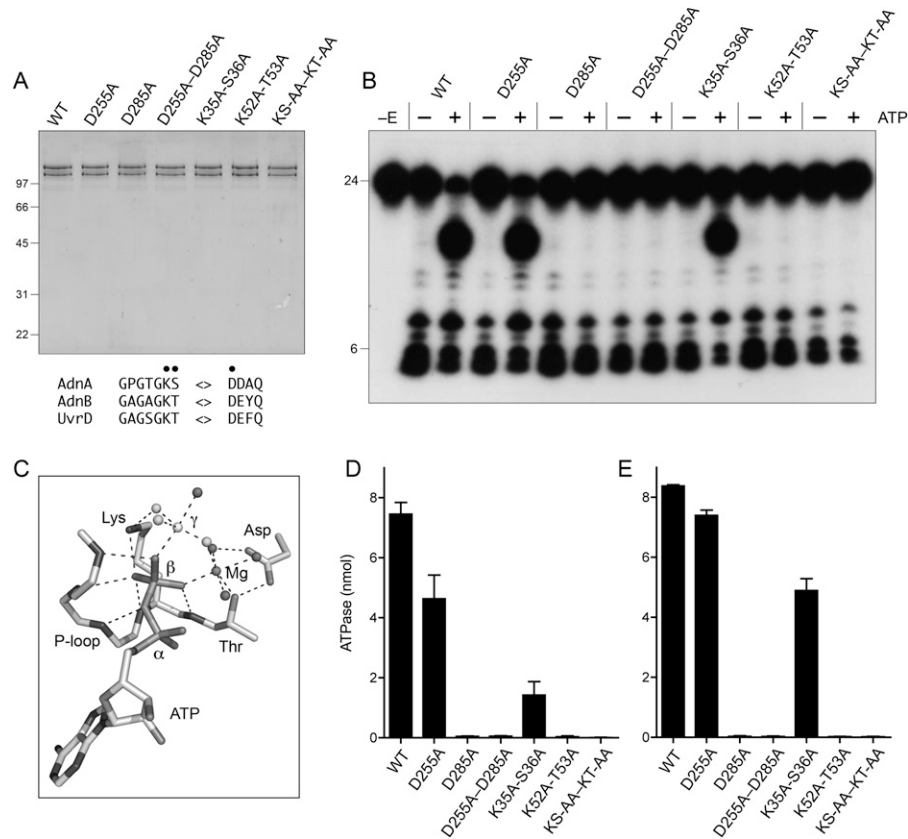 A
WT
D255A
D285A
D255A–D285A
K35A-S36A
K52A-T53A
KS-AA–KT-AA
97
66
45
31
22
AdnA GPGTGKS <> DDAQ
AdnB GAGAGKT <> DEYQ
UvrD GAGSGKT <> DEFQ
B
WT
D255A
D285A
D255A–D285A
K35A-S36A
K52A-T53A
KS-AA–KT-AA
–E – + – + – + – + – + – + – + ATP
24
6
C
Lys
γ
Asp
β
Mg
P-loop
Thr
α
ATP
D
ATPase (nmol)
8
6
4
2
0
WT
D255A
D285A
D255A–D285A
K35A-S36A
K52A-T53A
KS-AA–KT-AA
E
8
6
4
2
0
WT
D255A
D285A
D255A–D285A
K35A-S36A
K52A-T53A
KS-AA–KT-AA